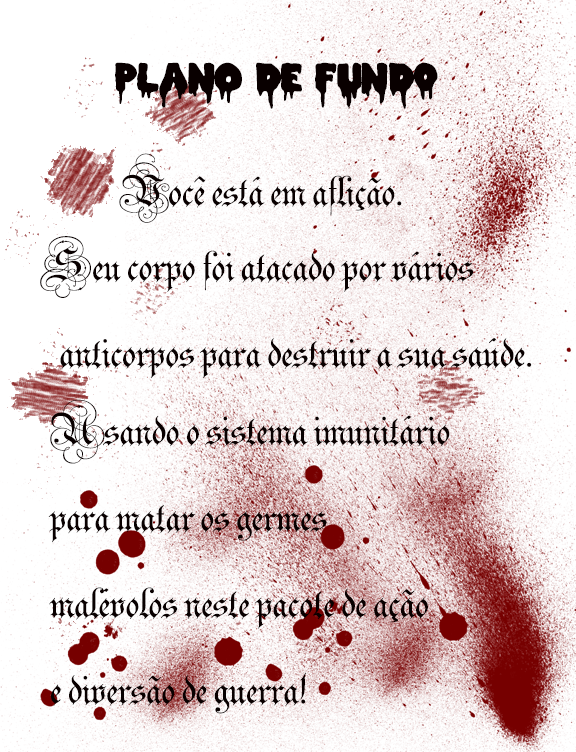 PLANO DE FUNDO
Você está em aflição.
Seu corpo foi atacado por vários
anticorpos para destruir a sua saúde.
Usando o sistema imunitário
para matar os germes
malévolos neste pacote de ação
e diversão de guerra!